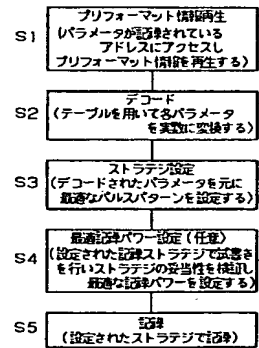 S1
プリフォーマット情報再生
(パラメータが記録されている
アドレスにアクセスし
プリフォーマット情報を再生する)
S2
デコード
(テーブルを用いて各パラメータ
を実数に変換する)
S3
ストラテジ設定
(デコードされたパラメータを元に
最適なパルスパターンを設定する)
S4
最適記録パワー設定(任意)
(設定された記録ストラテジで試書き
を行いストラテジの妥当性を検証し
最適な記録パワーを設定する)
S5
記録
(設定されたストラテジで記録)